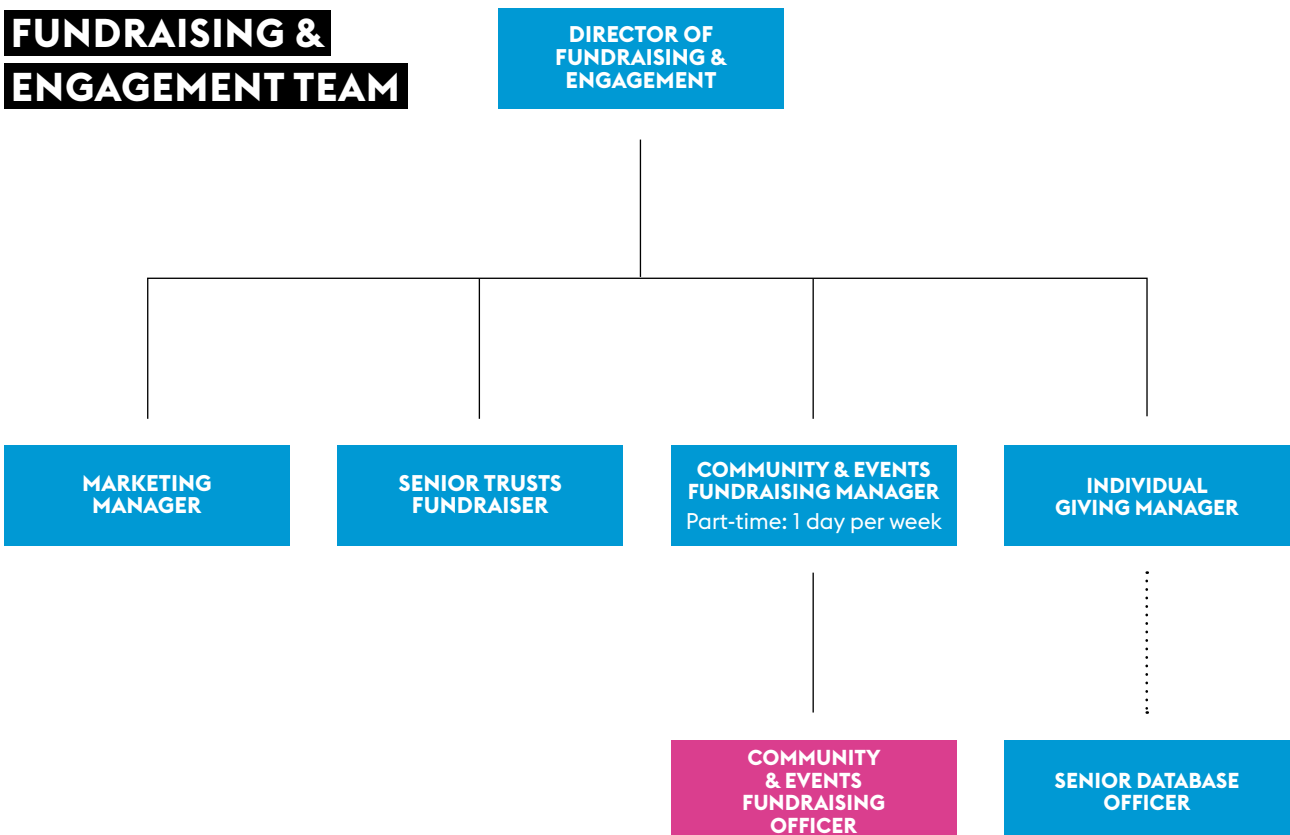 FUNDRAISING &
ENGAGEMENT TEAM
DIRECTOR OF
FUNDRAISING &
ENGAGEMENT
MARKETING
MANAGER
SENIOR TRUSTS
FUNDRAISER
COMMUNITY & EVENTS
FUNDRAISING MANAGER
Part-time: 1 day per week
INDIVIDUAL
GIVING MANAGER
COMMUNITY
& EVENTS
FUNDRAISING
OFFICER
SENIOR DATABASE
OFFICER